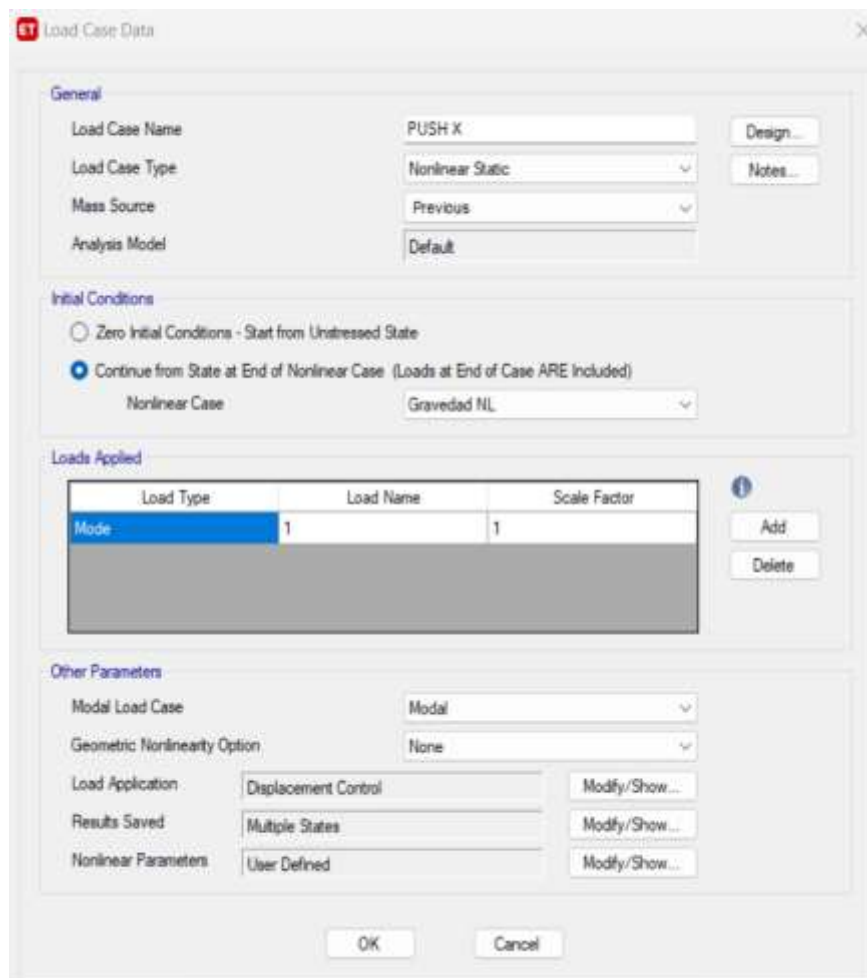 ET Load Case Data
General
Load Case Name PUSH X Design...
Load Case Type Nonlinear Static Notes...
Mass Source Previous
Analysis Model Default
Initial Conditions
Zero Initial Conditions - Start from Unstressed State
Continue from State at End of Nonlinear Case (Loads at End of Case ARE Included)
Nonlinear Case Gravedad NL
Loads Applied
Load Type Load Name Scale Factor
Mode 1 1
Add
Delete
Other Parameters
Modal Load Case Modal
Geometric Nonlinearity Option None
Load Application Displacement Control Modify/Show...
Results Saved Multiple States Modify/Show...
Nonlinear Parameters User Defined Modify/Show...
OK Cancel